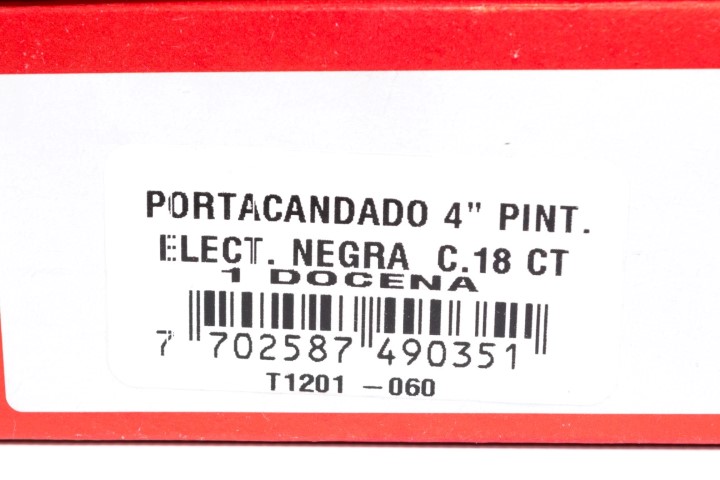 PORTACANDADO 4" PINT.
ELECT. NEGRA C.18 CT
1 DOCENA
7 702587 490351
T1201 -060